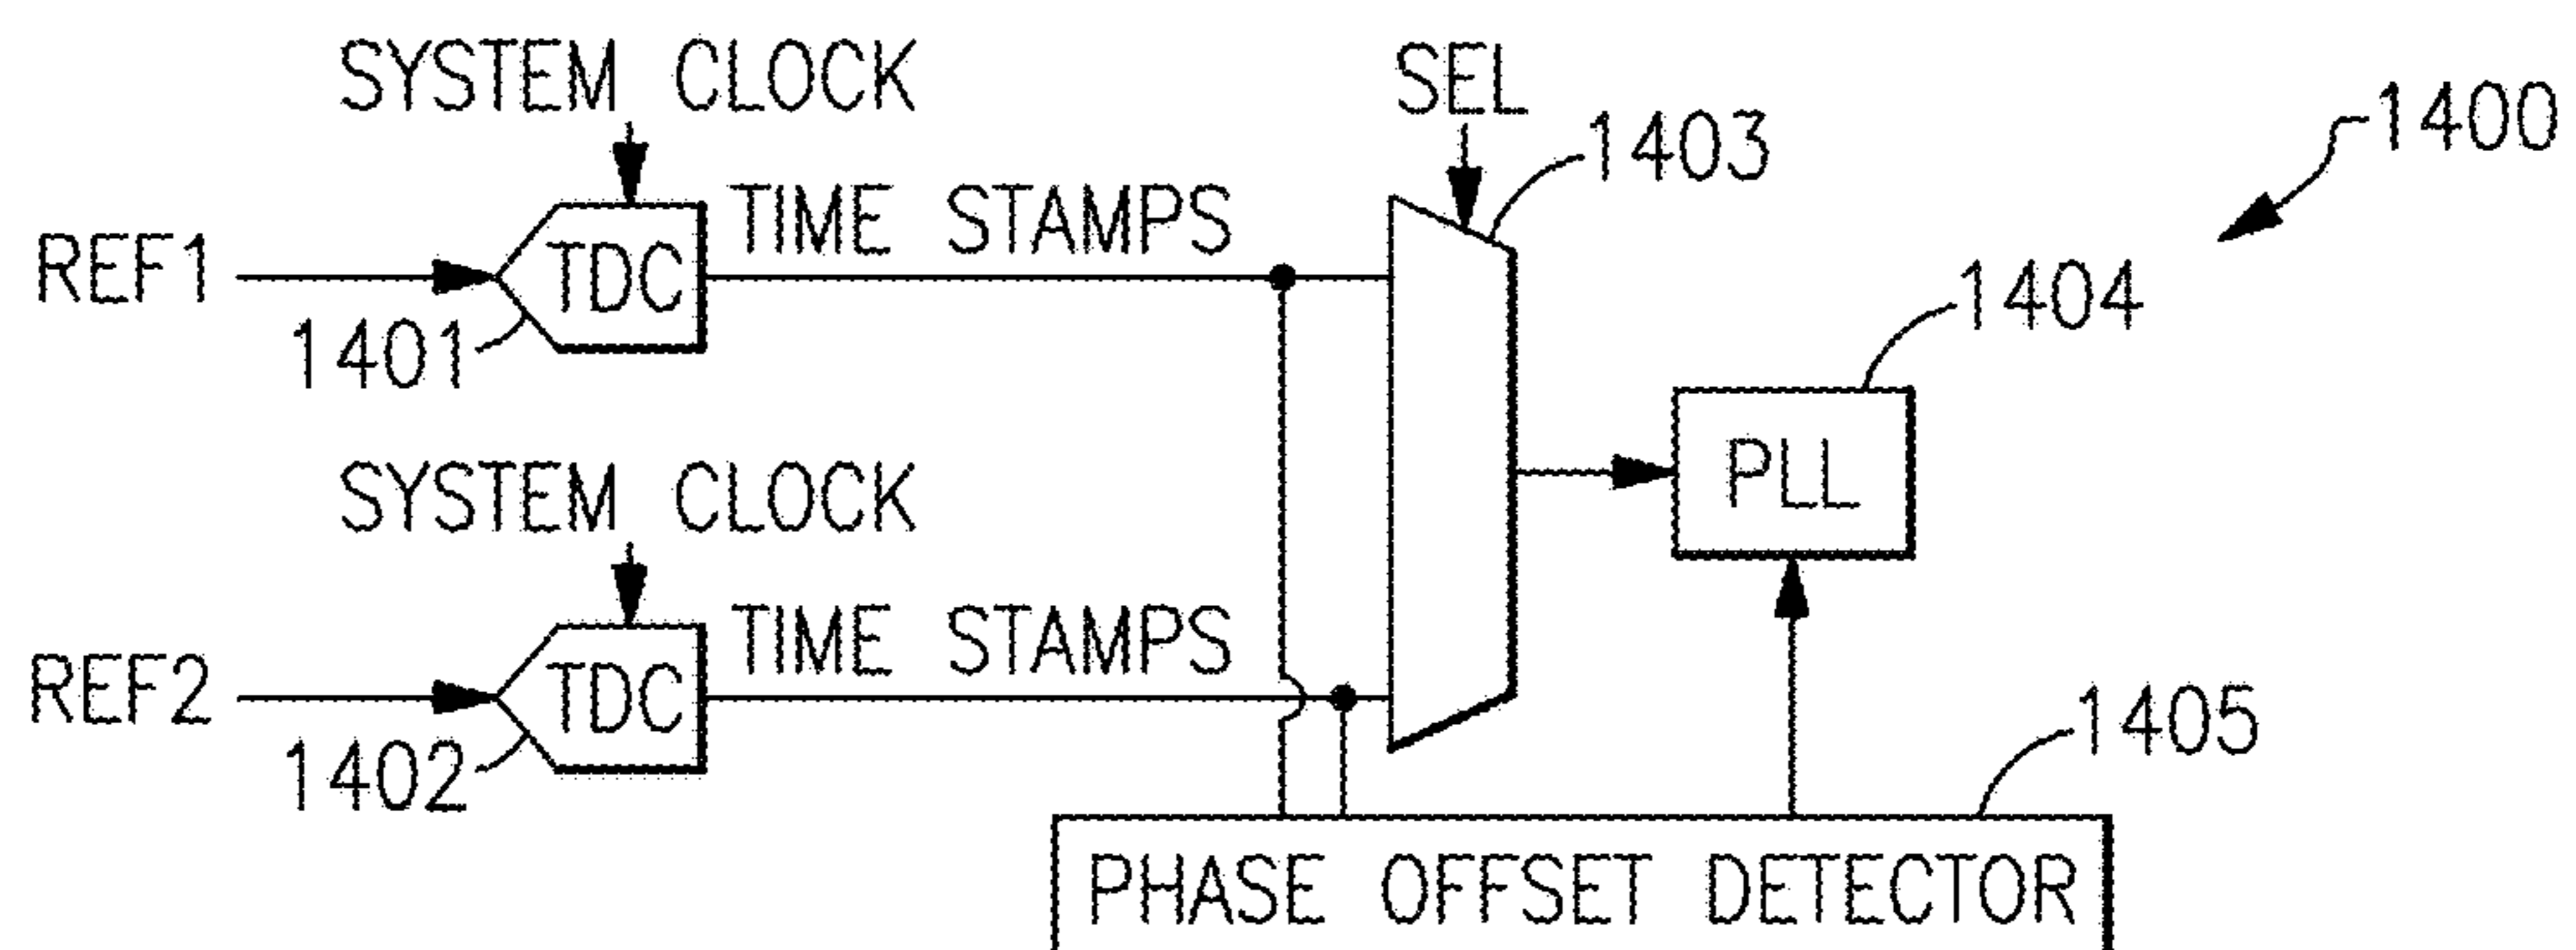 SYSTEM CLOCK
SEL
1403
1400
REF1
TDC
TIME STAMPS
1401
1404
SYSTEM CLOCK
PLL
REF2
TDC
TIME STAMPS
1402
1405
PHASE OFFSET DETECTOR